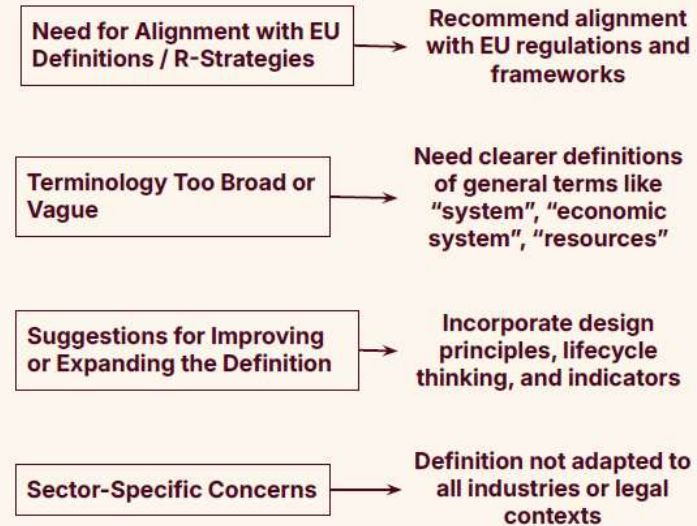 Need for Alignment with EU
Definitions / R-Strategies
Recommend alignment
with EU regulations and
frameworks
Terminology Too Broad or
Vague
Need clearer definitions
of general terms like
“system”, “economic
system”, “resources”
Suggestions for Improving
or Expanding the Definition
Incorporate design
principles, lifecycle
thinking, and indicators
Sector-Specific Concerns
Definition not adapted to
all industries or legal
contexts